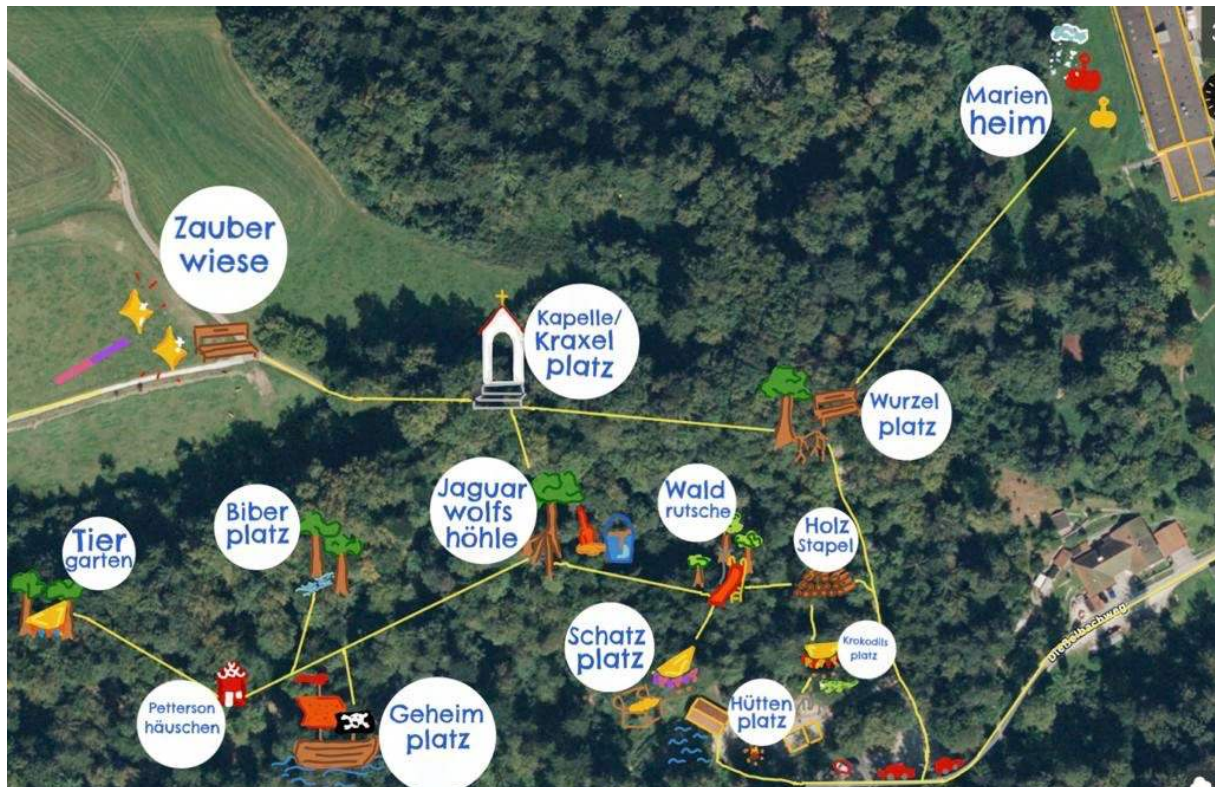 Marien
heim
Zauber
wiese
Kapelle/
Kraxel
platz
Wurzel
platz
Jaguar
wolfs
höhle
Wald
rutsche
Biber
platz
Holz
Stapel
Tier
garten
Schatz
platz
Krokodils
platz
Dießelbachweg
Petterson
häuschen
Geheim
platz
Hütten
platz